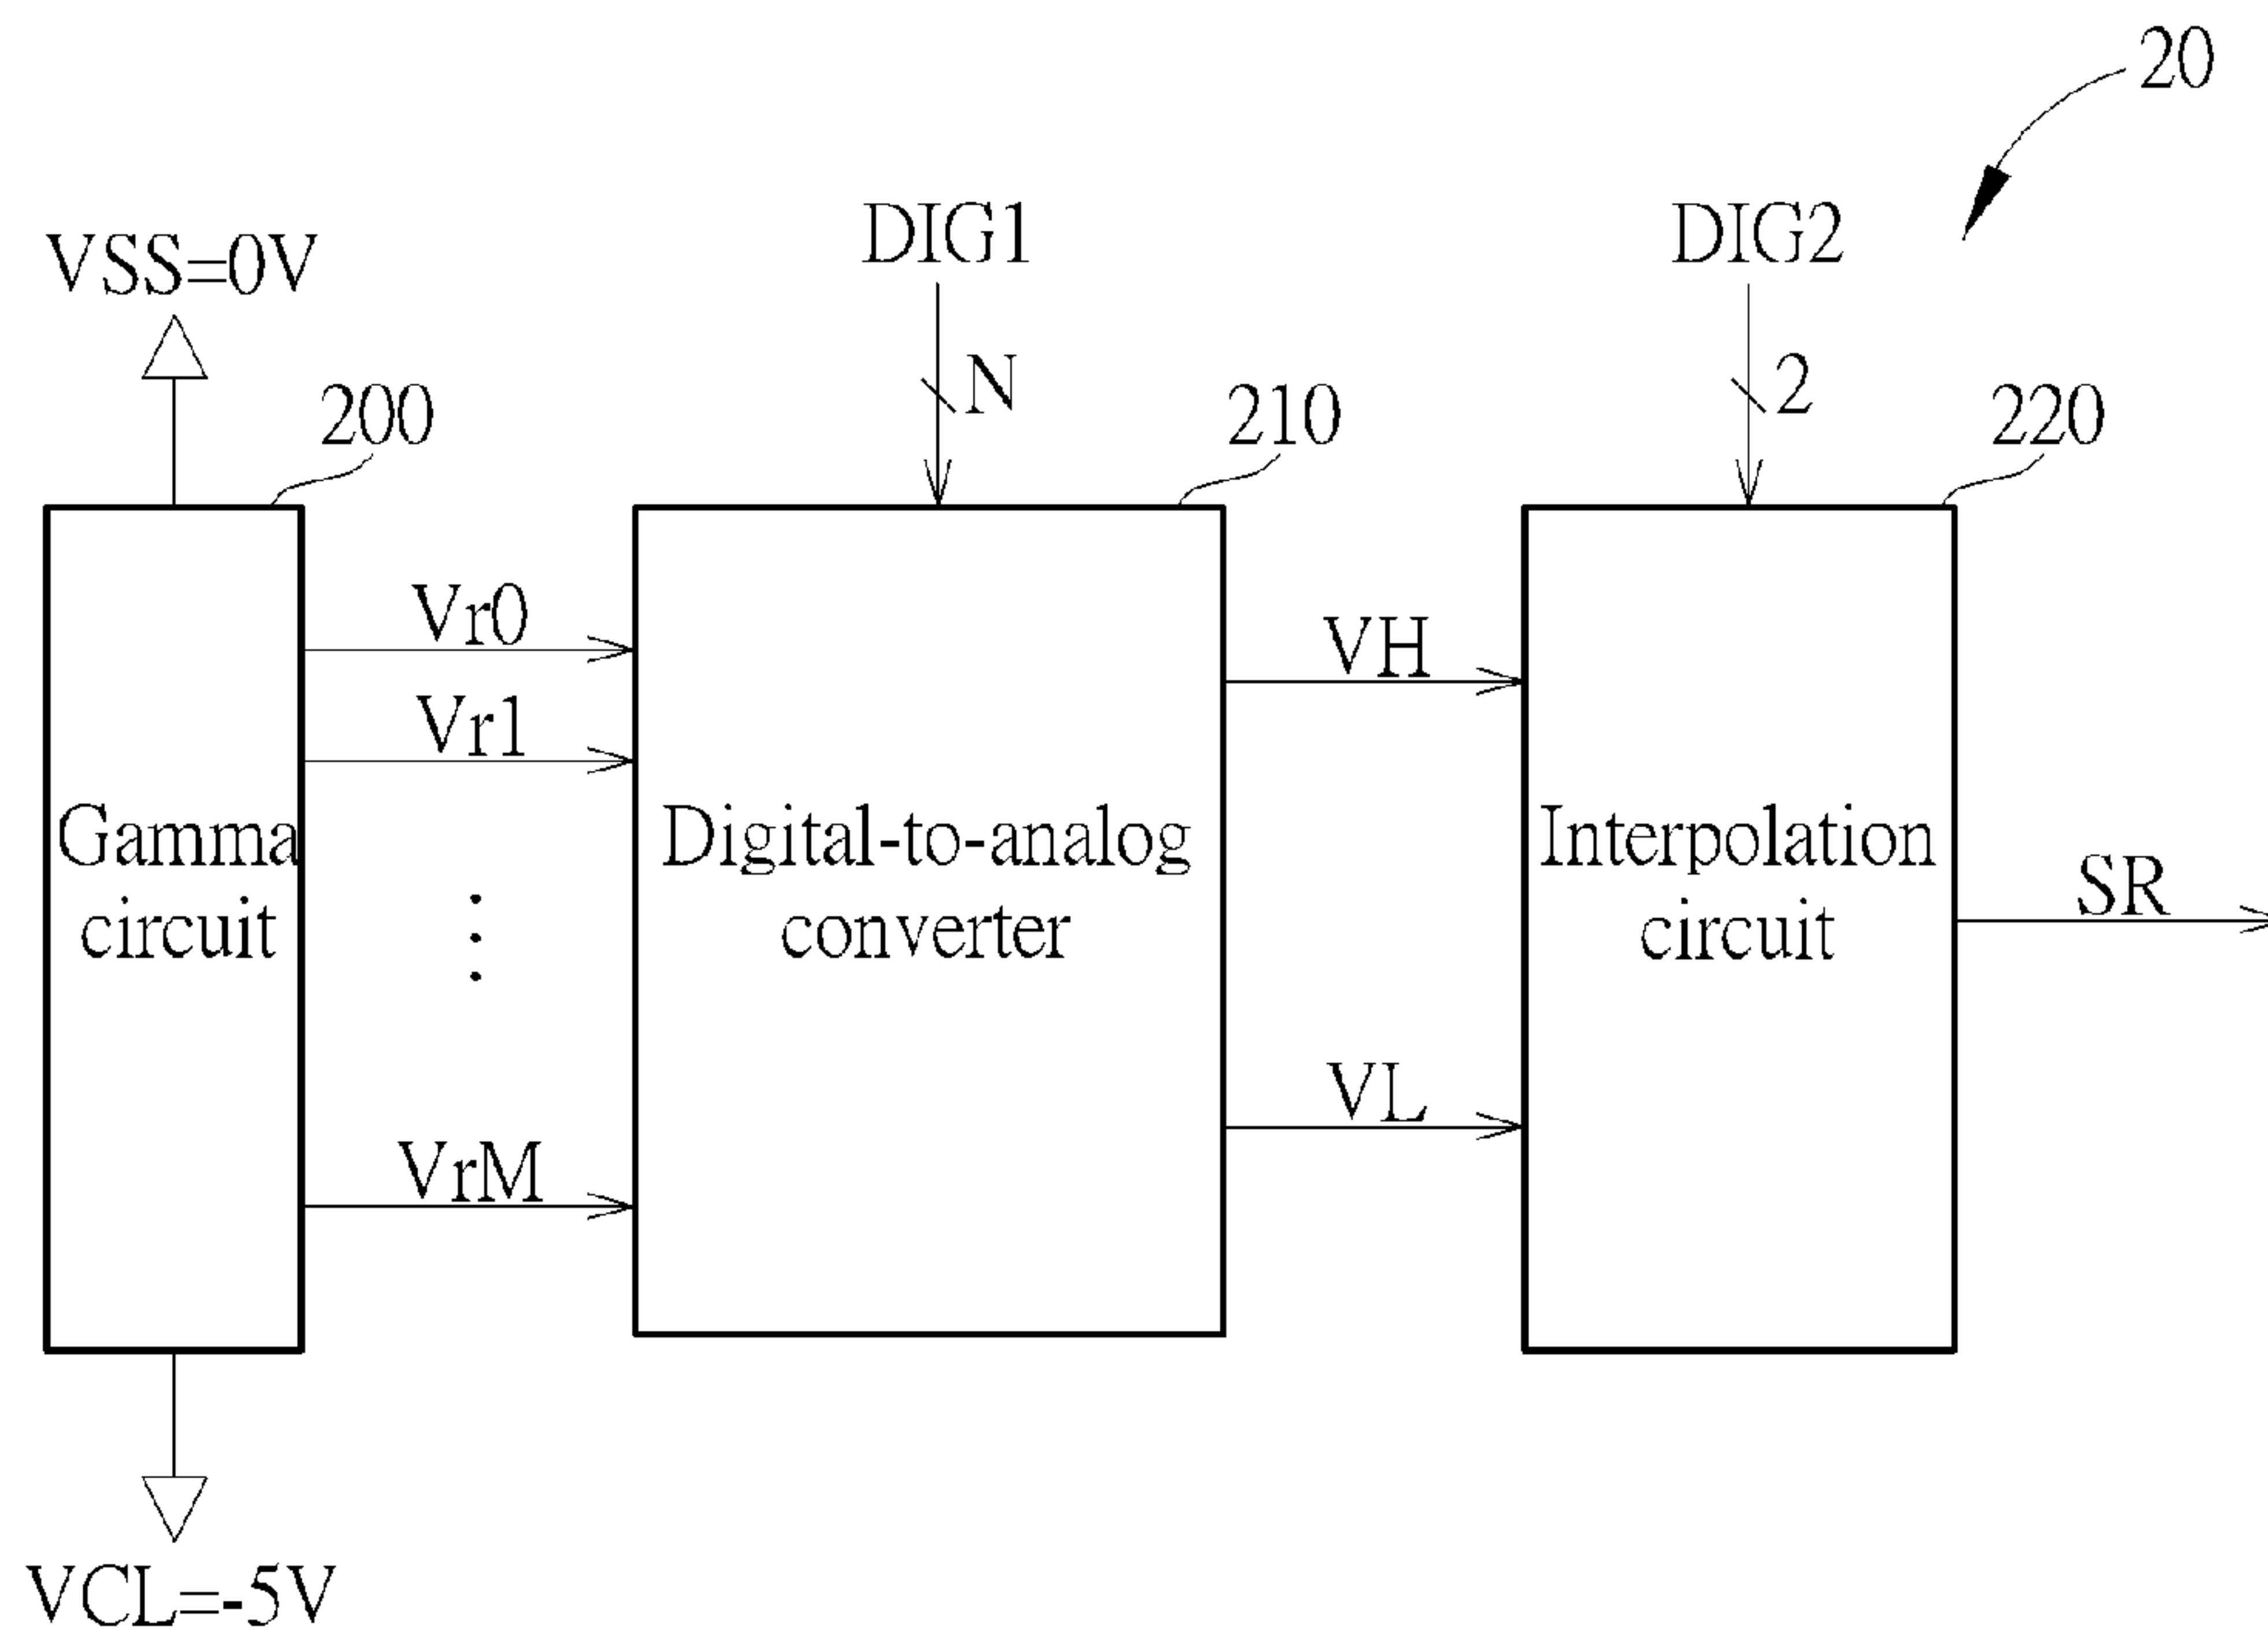 20
DIG1
DIG2
VSS=0V
N
2
200
210
220
Vr0
VH
Vr1
Gamma
circuit
Digital-to-analog
converter
Interpolation
circuit
SR
VL
VrM
VCL=-5V